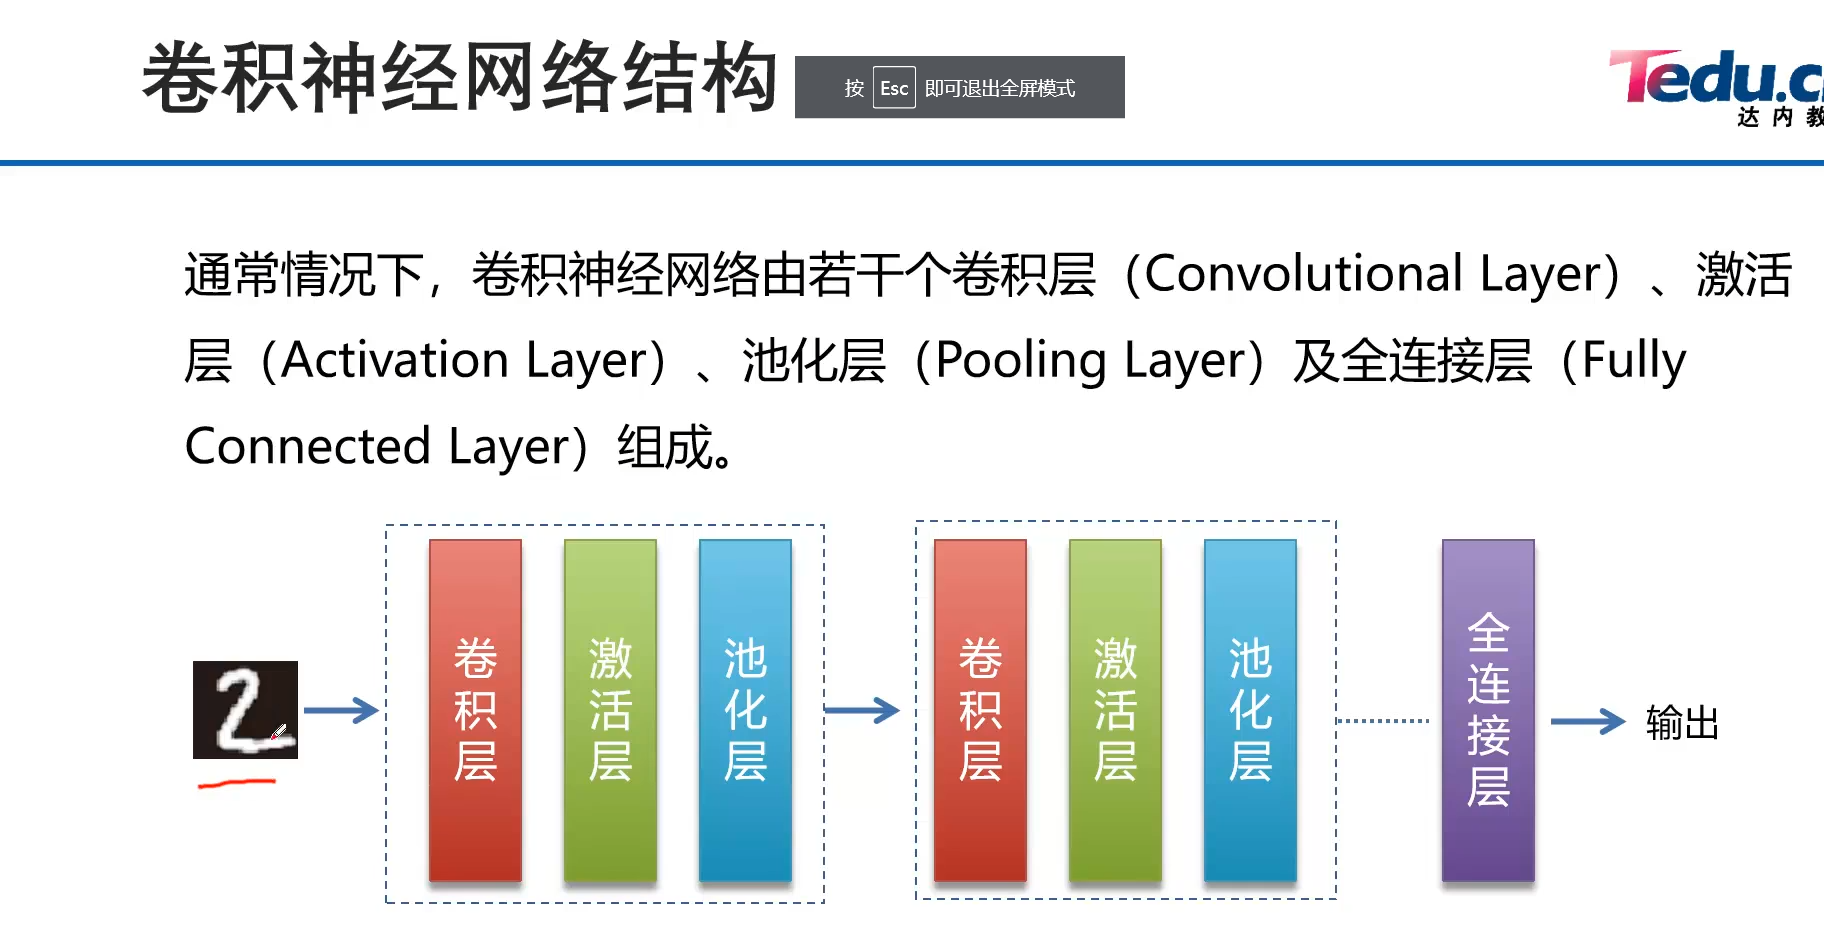 卷积神经网络结构
按 Esc 即可退出全屏模式
Tedu.c
达内教
通常情况下，卷积神经网络由若干个卷积层（Convolutional Layer）、激活
层（Activation Layer）、池化层（Pooling Layer）及全连接层（Fully
Connected Layer）组成。
2
卷积层
激活层
池化层
卷积层
激活层
池化层
全连接层
输出